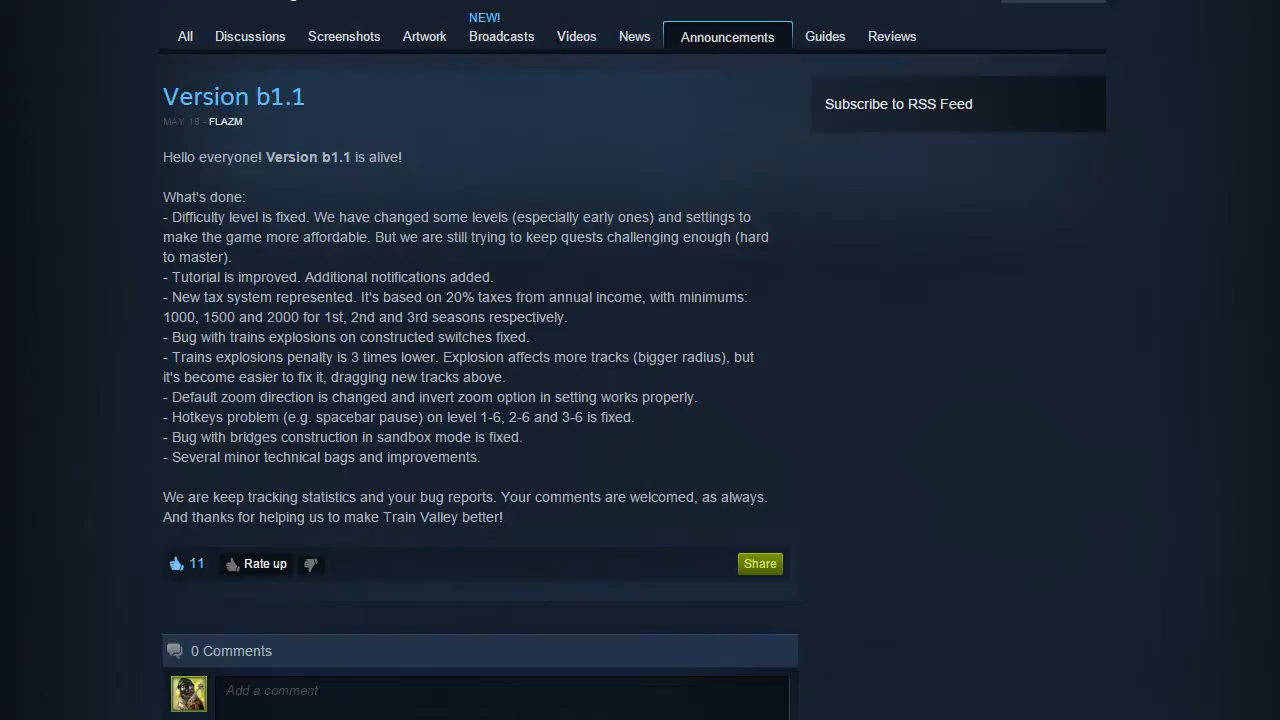 NEW!
All Discussions Screenshots Artwork Broadcasts Videos News Announcements Guides Reviews
Version b1.1
MAY 18 - FLAZM
Subscribe to RSS Feed
Hello everyone! Version b1.1 is alive!
What's done:
- Difficulty level is fixed. We have changed some levels (especially early ones) and settings to
make the game more affordable. But we are still trying to keep quests challenging enough (hard
to master).
- Tutorial is improved. Additional notifications added.
- New tax system represented. It's based on 20% taxes from annual income, with minimums:
1000, 1500 and 2000 for 1st, 2nd and 3rd seasons respectively.
- Bug with trains explosions on constructed switches fixed.
- Trains explosions penalty is 3 times lower. Explosion affects more tracks (bigger radius), but
it's become easier to fix it, dragging new tracks above.
- Default zoom direction is changed and invert zoom option in setting works properly.
- Hotkeys problem (e.g. spacebar pause) on level 1-6, 2-6 and 3-6 is fixed.
- Bug with bridges construction in sandbox mode is fixed.
- Several minor technical bags and improvements.
We are keep tracking statistics and your bug reports. Your comments are welcomed, as always.
And thanks for helping us to make Train Valley better!
11 Rate up Share
0 Comments
Add a comment